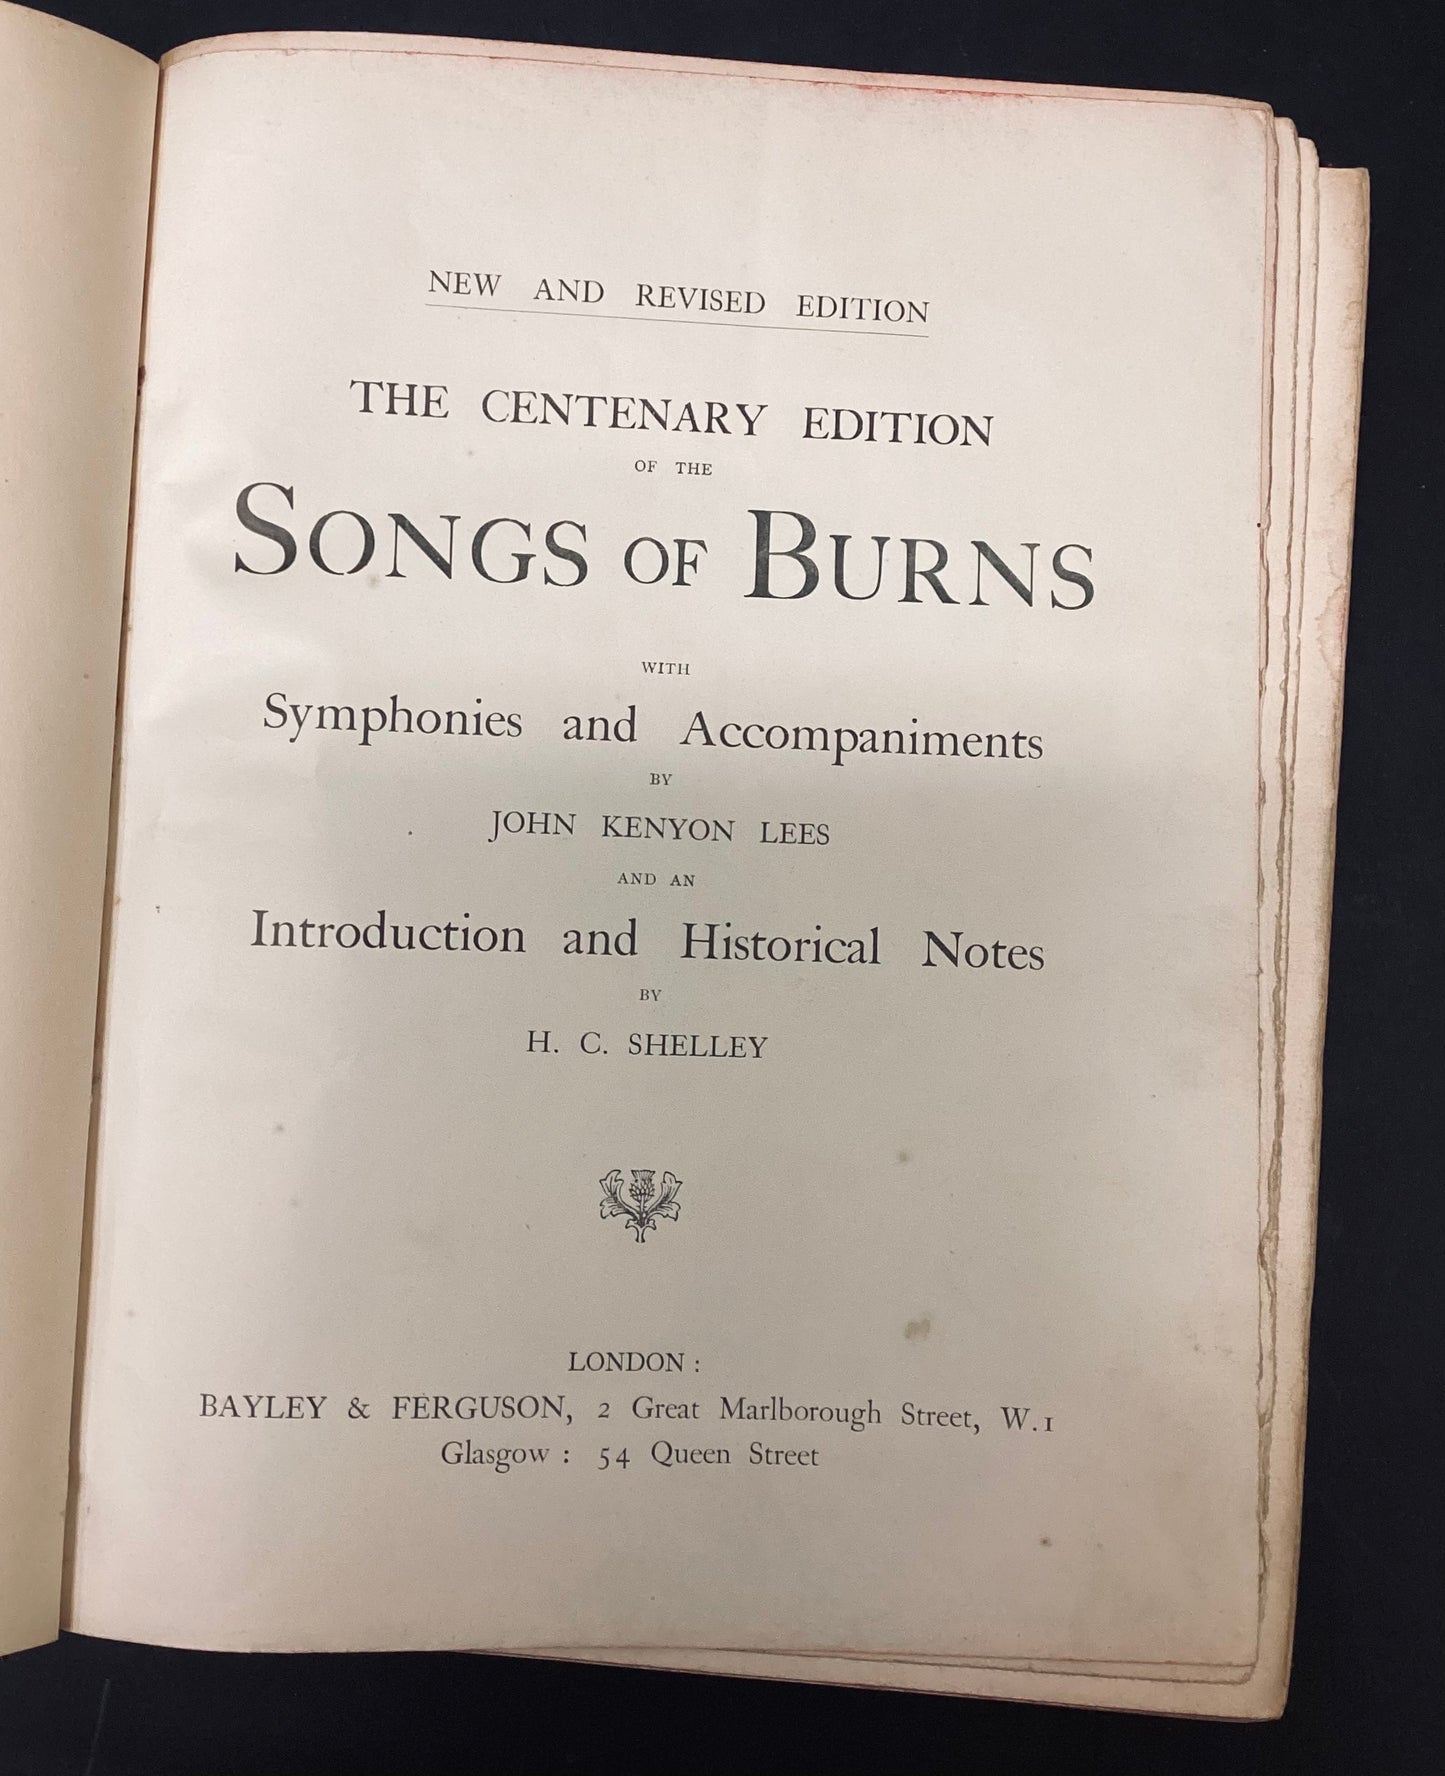 NEW AND REVISED EDITION
THE CENTENARY EDITION
OF THE
SONGS OF BURNS
WITH
Symphonies and Accompaniments
BY
JOHN KENYON LEES
AND AN
Introduction and Historical Notes
BY
H. C. SHELLEY
LONDON :
BAYLEY & FERGUSON, 2 Great Marlborough Street, W.1
Glasgow : 54 Queen Street